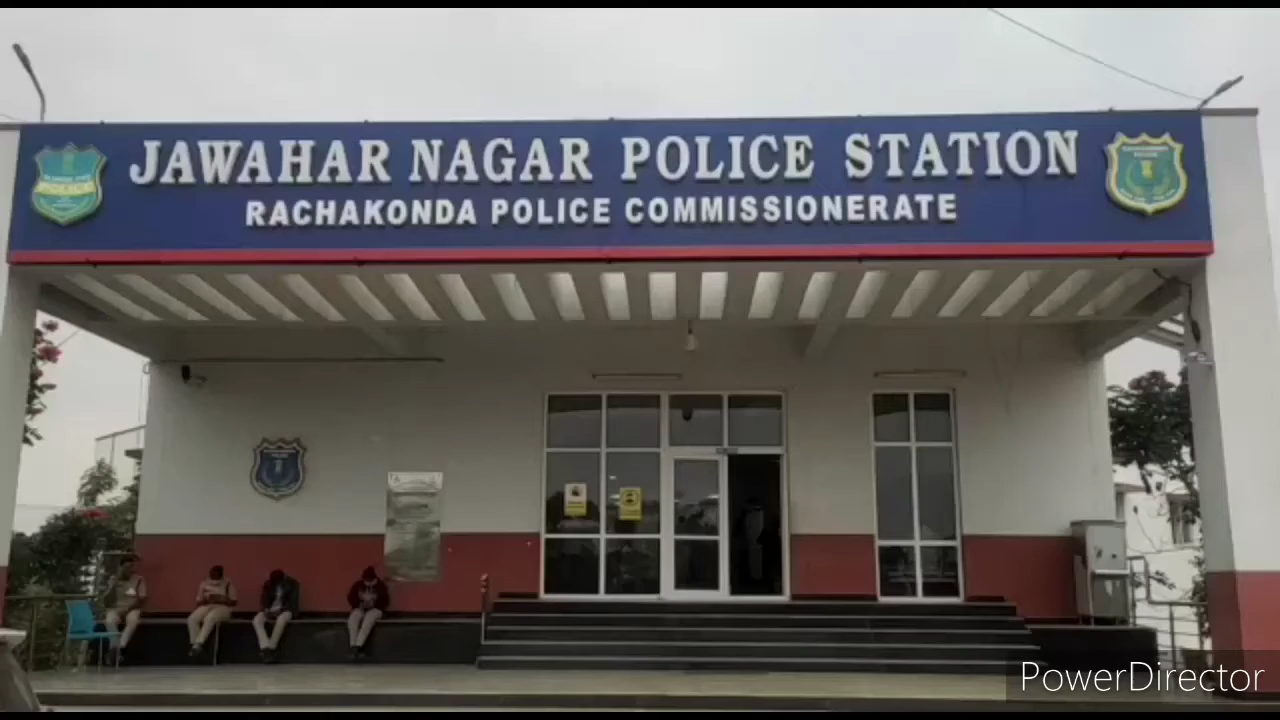 JAWAHAR NAGAR POLICE STATION
RACHAKONDA POLICE COMMISSIONERATE
PowerDirector